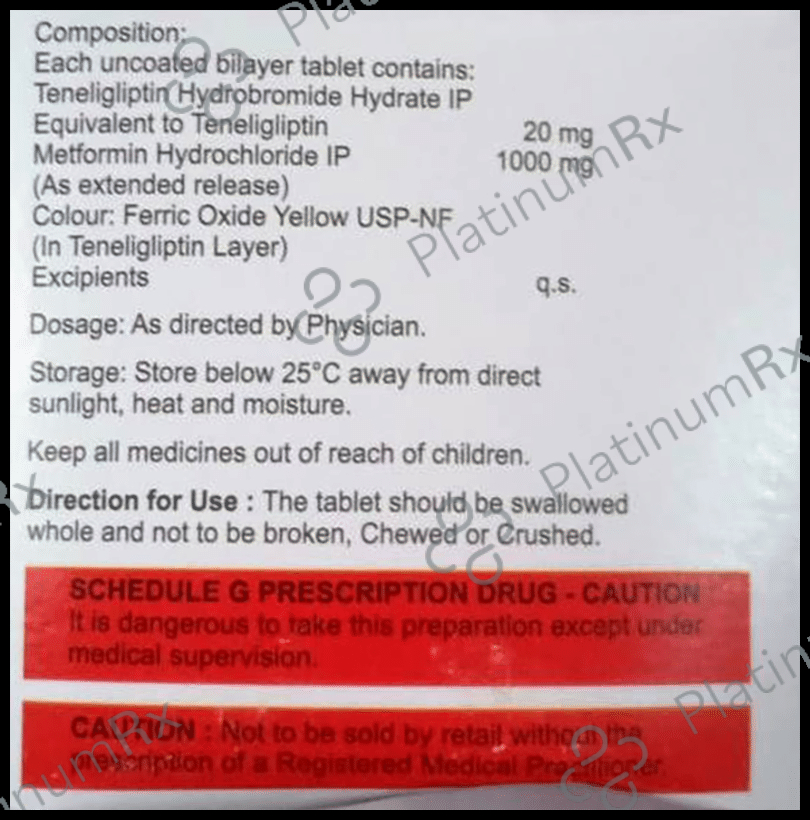 Composition:
Each uncoated bilayer tablet contains:
Teneligliptin Hydrobromide Hydrate IP
Equivalent to Teneligliptin 20 mg
Metformin Hydrochloride IP 1000 mg
(As extended release)
Colour: Ferric Oxide Yellow USP-NF
(In Teneligliptin Layer)
Excipients q.s.
Dosage: As directed by Physician.
Storage: Store below 25°C away from direct
sunlight, heat and moisture.
Keep all medicines out of reach of children.
Direction for Use : The tablet should be swallowed
whole and not to be broken, Chewed or Crushed.
SCHEDULE G PRESCRIPTION DRUG - CAUTION
It is dangerous to take this preparation except under
medical supervision.
CAUTION : Not to be sold by retail without the
prescription of a Registered Medical Practitioner.
PlatinumRx
PlatinumRx